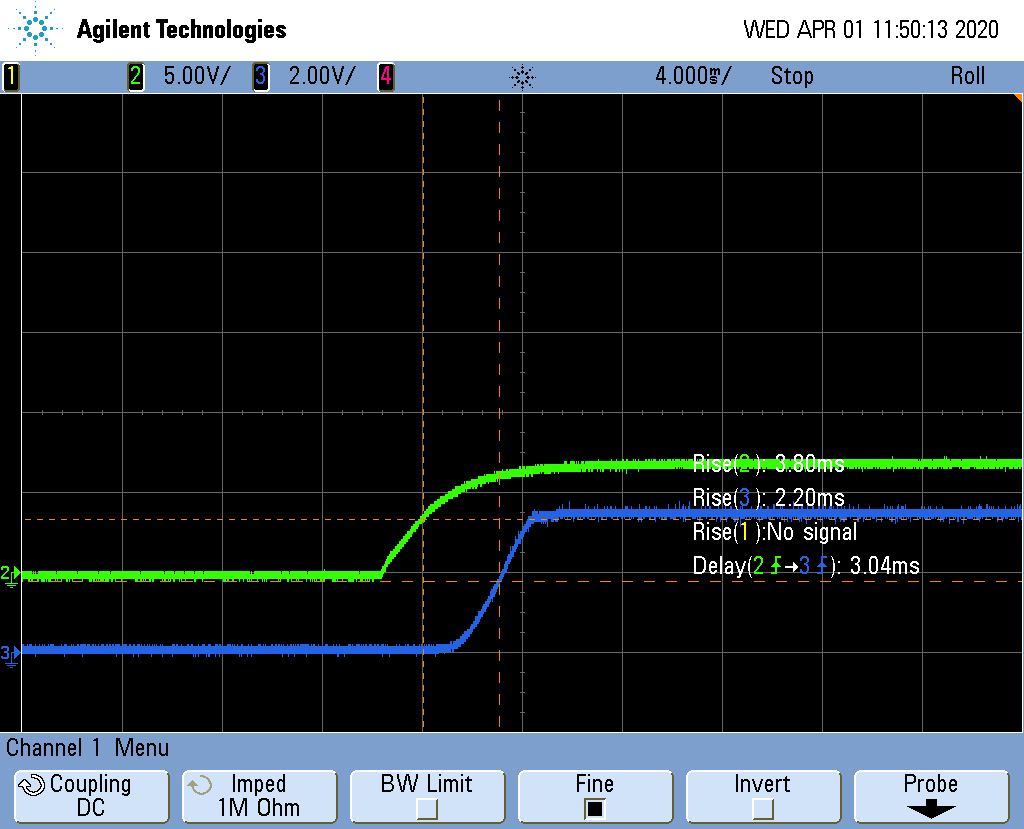 Agilent Technologies
WED APR 01 11:50:13 2020
1 2 5.00V/ 3 2.00V/ 4 4.000ms/ Stop Roll
Rise(2): 3.80ms
Rise(3): 2.20ms
Rise(1):No signal
Delay(2→3): 3.04ms
2
3
Channel 1 Menu
Coupling
DC
Imped
1M Ohm
BW Limit
Fine
Invert
Probe